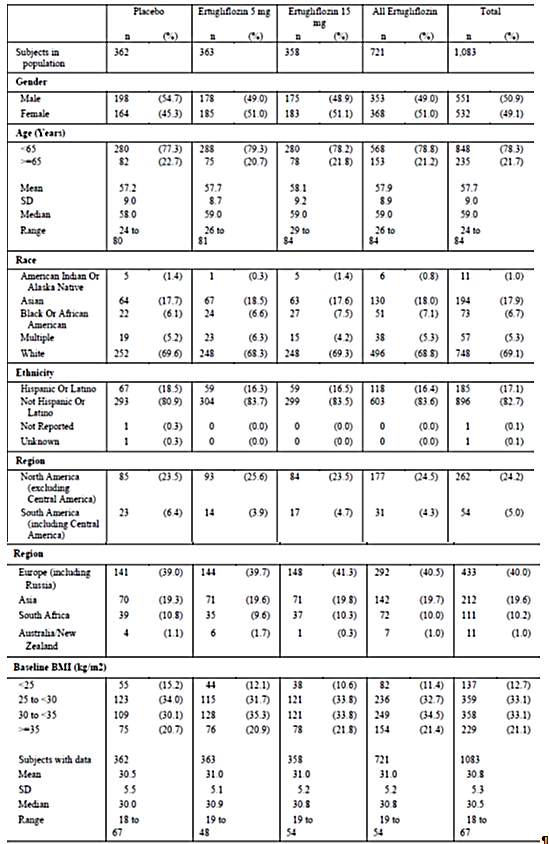 Placebo Ertugliflozin 5 mg Ertugliflozin 15 All Ertugliflozin Total
mg
n (%) n (%) n (%) n (%) n (%)
Subjects in 362 363 358 721 1,083
population
Gender
Male 198 (54.7) 178 (49.0) 175 (48.9) 353 (49.0) 551 (50.9)
Female 164 (45.3) 185 (51.0) 183 (51.1) 368 (51.0) 532 (49.1)
Age (Years)
<65 280 (77.3) 288 (79.3) 280 (78.2) 568 (78.8) 848 (78.3)
>=65 82 (22.7) 75 (20.7) 78 (21.8) 153 (21.2) 235 (21.7)
Mean 57.2 57.7 58.1 57.9 57.7
SD 9.0 8.7 9.2 8.9 9.0
Median 58.0 59.0 59.0 59.0 59.0
Range 24 to 26 to 29 to 26 to 24 to
80 81 84 84 84
Race
American Indian Or 5 (1.4) 1 (0.3) 5 (1.4) 6 (0.8) 11 (1.0)
Alaska Native
Asian 64 (17.7) 67 (18.5) 63 (17.6) 130 (18.0) 194 (17.9)
Black Or African 22 (6.1) 24 (6.6) 27 (7.5) 51 (7.1) 73 (6.7)
American
Multiple 19 (5.2) 23 (6.3) 15 (4.2) 38 (5.3) 57 (5.3)
White 252 (69.6) 248 (68.3) 248 (69.3) 496 (68.8) 748 (69.1)
Ethnicity
Hispanic Or Latino 67 (18.5) 59 (16.3) 59 (16.5) 118 (16.4) 185 (17.1)
Not Hispanic Or 293 (80.9) 304 (83.7) 299 (83.5) 603 (83.6) 896 (82.7)
Latino
Not Reported 1 (0.3) 0 (0.0) 0 (0.0) 0 (0.0) 1 (0.1)
Unknown 1 (0.3) 0 (0.0) 0 (0.0) 0 (0.0) 1 (0.1)
Region
North America 85 (23.5) 93 (25.6) 84 (23.5) 177 (24.5) 262 (24.2)
(excluding
Central America)
South America 23 (6.4) 14 (3.9) 17 (4.7) 31 (4.3) 54 (5.0)
(including Central
America)
Region
Europe (including 141 (39.0) 144 (39.7) 148 (41.3) 292 (40.5) 433 (40.0)
Russia)
Asia 70 (19.3) 71 (19.6) 71 (19.8) 142 (19.7) 212 (19.6)
South Africa 39 (10.8) 35 (9.6) 37 (10.3) 72 (10.0) 111 (10.2)
Australia/New 4 (1.1) 6 (1.7) 1 (0.3) 7 (1.0) 11 (1.0)
Zealand
Baseline BMI (kg/m2)
<25 55 (15.2) 44 (12.1) 38 (10.6) 82 (11.4) 137 (12.7)
25 to <30 123 (34.0) 115 (31.7) 121 (33.8) 236 (32.7) 359 (33.1)
30 to <35 109 (30.1) 128 (35.3) 121 (33.8) 249 (34.5) 358 (33.1)
>=35 75 (20.7) 76 (20.9) 78 (21.8) 154 (21.4) 229 (21.1)
Subjects with data 362 363 358 721 1083
Mean 30.5 31.0 31.0 31.0 30.8
SD 5.5 5.1 5.2 5.2 5.3
Median 30.0 30.9 30.8 30.8 30.5
Range 18 to 19 to 19 to 19 to 18 to
67 48 54 54 67
¶